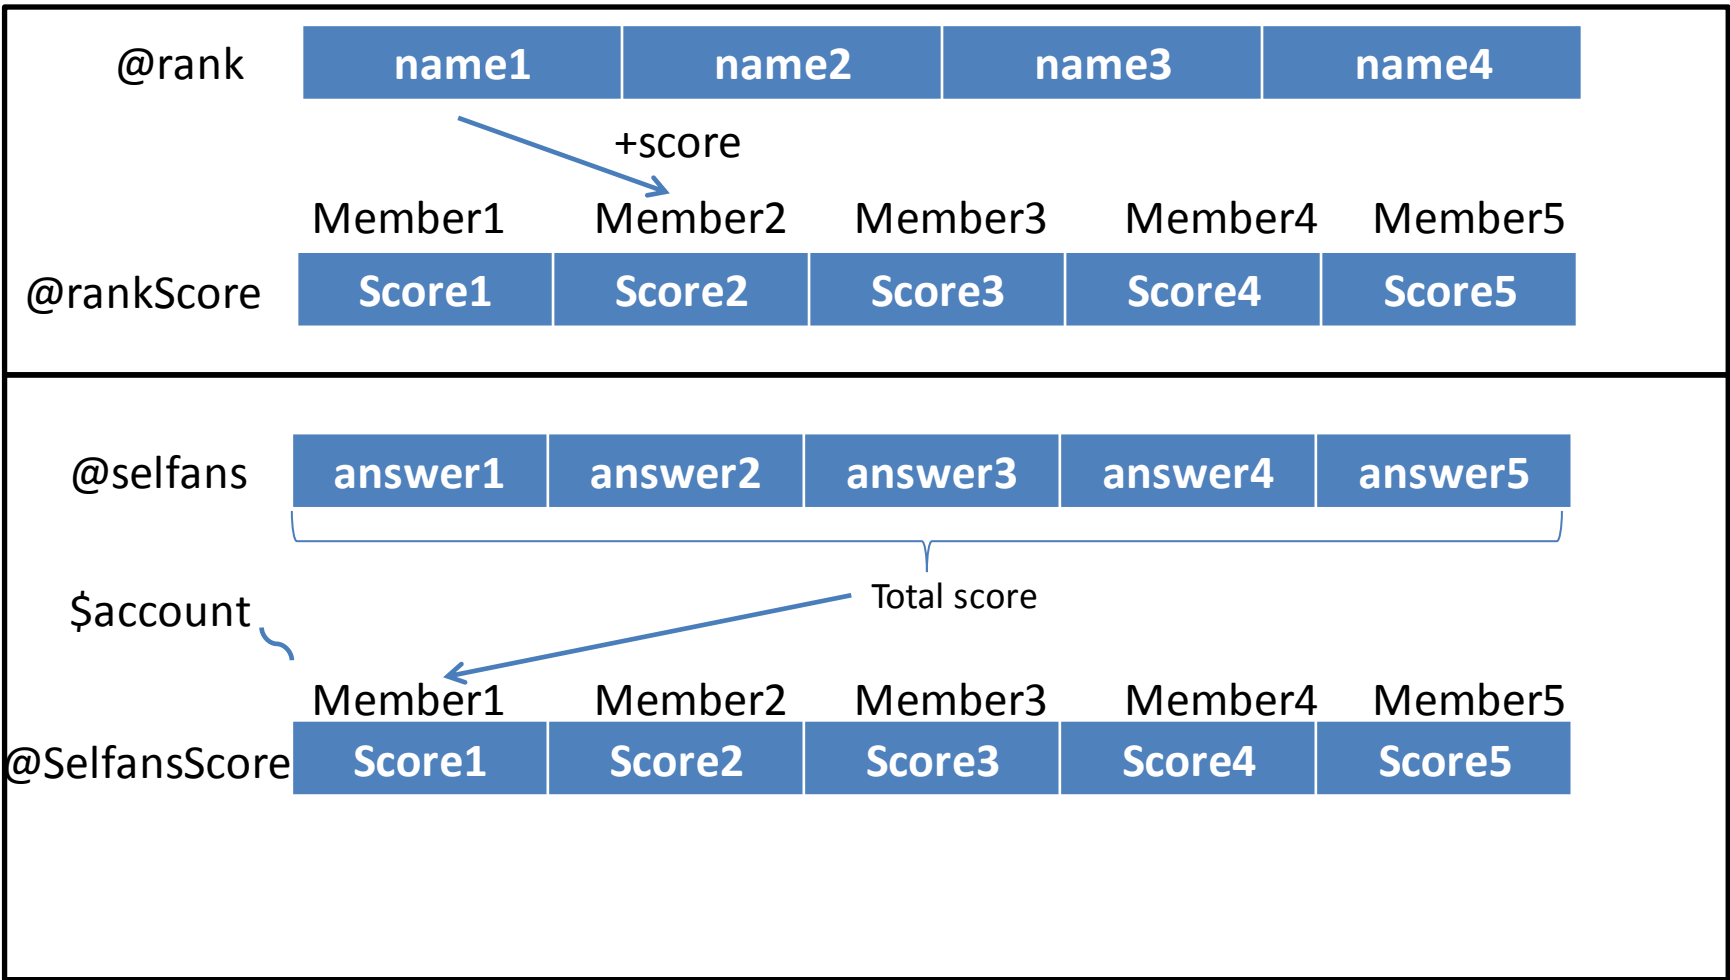 @rank name1 name2 name3 name4
+score
Member1 Member2 Member3 Member4 Member5
@rankScore Score1 Score2 Score3 Score4 Score5
@selfans answer1 answer2 answer3 answer4 answer5
Total score
$account
Member1 Member2 Member3 Member4 Member5
@SelfansScore Score1 Score2 Score3 Score4 Score5